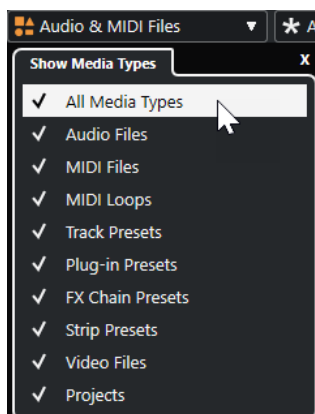 Audio & MIDI Files
A
Show Media Types
X
All Media Types
Audio Files
MIDI Files
MIDI Loops
Track Presets
Plug-in Presets
FX Chain Presets
Strip Presets
Video Files
Projects